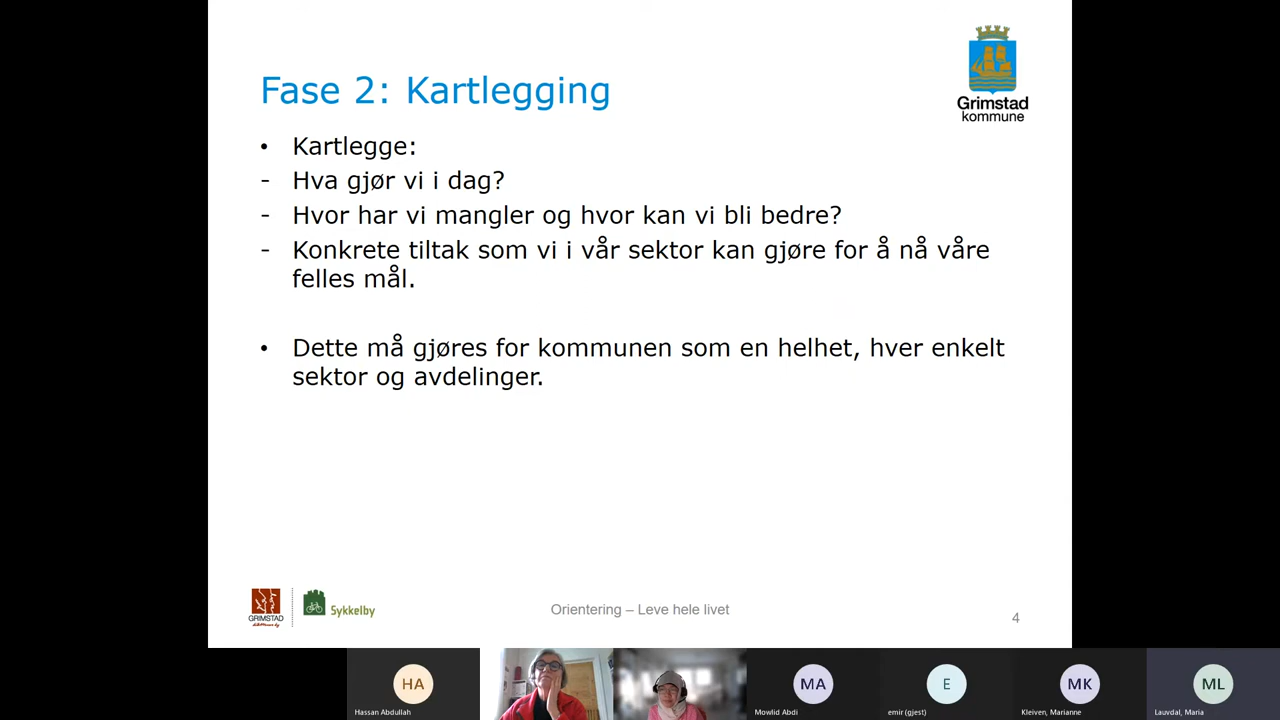 Grimstad
kommune
Fase 2: Kartlegging
• Kartlegge:
- Hva gjør vi i dag?
- Hvor har vi mangler og hvor kan vi bli bedre?
- Konkrete tiltak som vi i vår sektor kan gjøre for å nå våre
felles mål.
• Dette må gjøres for kommunen som en helhet, hver enkelt
sektor og avdelinger.
GRIMSTAD
Sykkelby
Orientering – Leve hele livet
4
HA
MA
E
MK
ML
Hassan Abdullah
Mowlid Abdi
emir (gjest)
Kleiven, Marianne
Lauvdal, Maria